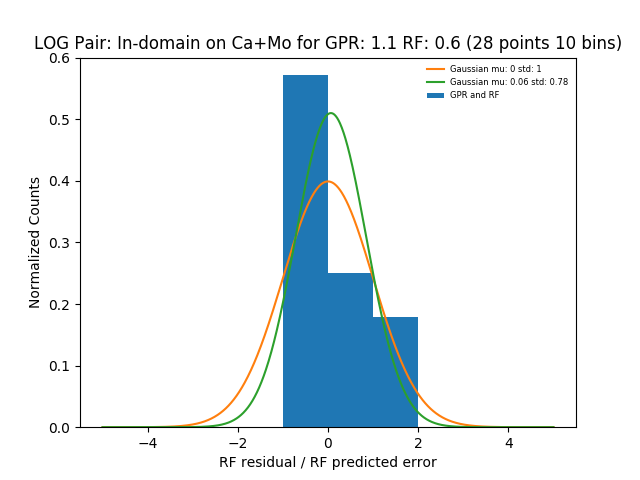 LOG Pair: In-domain on Ca+Mo for GPR: 1.1 RF: 0.6 (28 points 10 bins)
Gaussian mu: 0 std: 1
Gaussian mu: 0.06 std: 0.78
GPR and RF
Normalized Counts
0.6
0.5
0.4
0.3
0.2
0.1
0.0
−4
−2
0
2
4
RF residual / RF predicted error